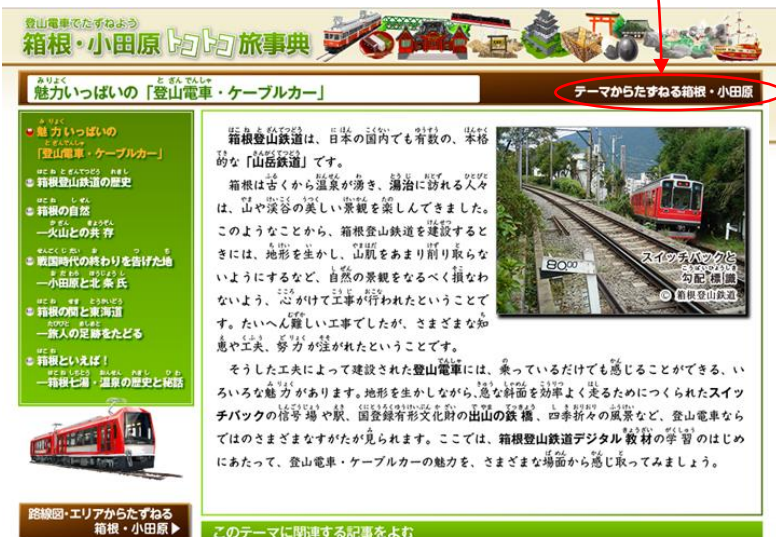 登山電車でたずねよう
箱根・小田原トコトコ旅事典
魅力いっぱいの「登山電車・ケーブルカー」
テーマからたずねる箱根・小田原
魅力いっぱいの
「登山電車・ケーブルカー」
箱根登山鉄道の歴史
箱根の自然
―火山との共存
戦国時代の終わりを告げた地
―小田原と北条氏
箱根の関と東海道
―旅人の足跡をたどる
箱根といえば!
―箱根七湯・温泉の歴史と秘話
路線図・エリアからたずねる
箱根・小田原▶
箱根登山鉄道は、日本の国内でも有数の、本格
的な「山岳鉄道」です。
箱根は古くから温泉が湧き、湯治に訪れる人々
は、山や渓谷の美しい景観を楽しんできました。
このようなことから、箱根登山鉄道を建設すると
きには、地形を生かし、山肌をあまり削り取らな
いようにするなど、自然の景観をなるべく損なわ
ないよう、心がけて工事が行われたということで
す。たいへん難しい工事でしたが、さまざまな知
恵や工夫、努力が注がれたということです。
そうした工夫によって建設された登山電車には、乗っているだけでも感じることができる、い
ろいろな魅力があります。地形を生かしながら、急な斜面を効率よく走るためにつくられたスイッ
チバックの信号場や駅、国登録有形文化財の出山の鉄橋、四季折々の風景など、登山電車なら
ではのさまざまなすがたが見られます。ここでは、箱根登山鉄道デジタル教材の学習のはじめ
にあたって、登山電車・ケーブルカーの魅力を、さまざまな場面から感じ取ってみましょう。
80‰
スイッチバックと
勾配標識
© 箱根登山鉄道
このテーマに関連する記事をよむ